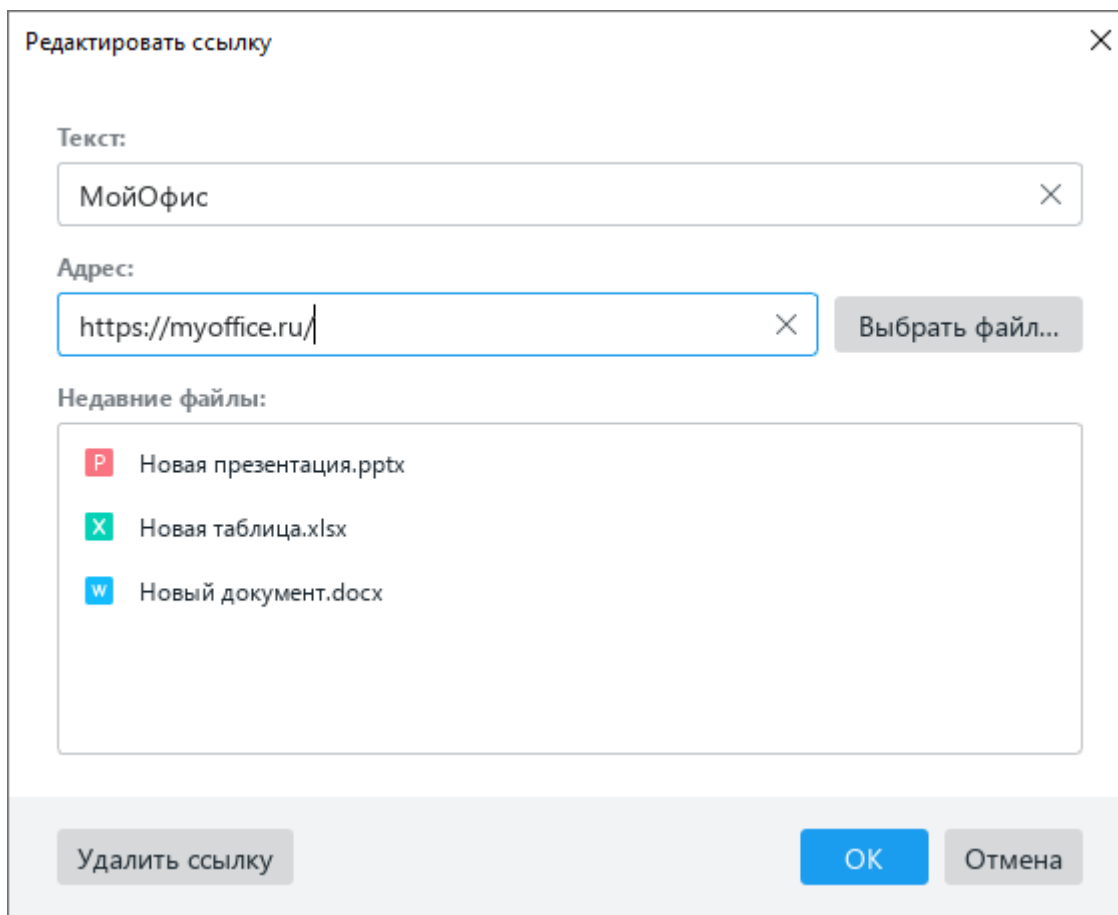 Редактировать ссылку
Текст:
МойОфис
Адрес:
https://myoffice.ru/
Выбрать файл...
Недавние файлы:
P Новая презентация.pptx
X Новая таблица.xlsx
W Новый документ.docx
Удалить ссылку
OK
Отмена